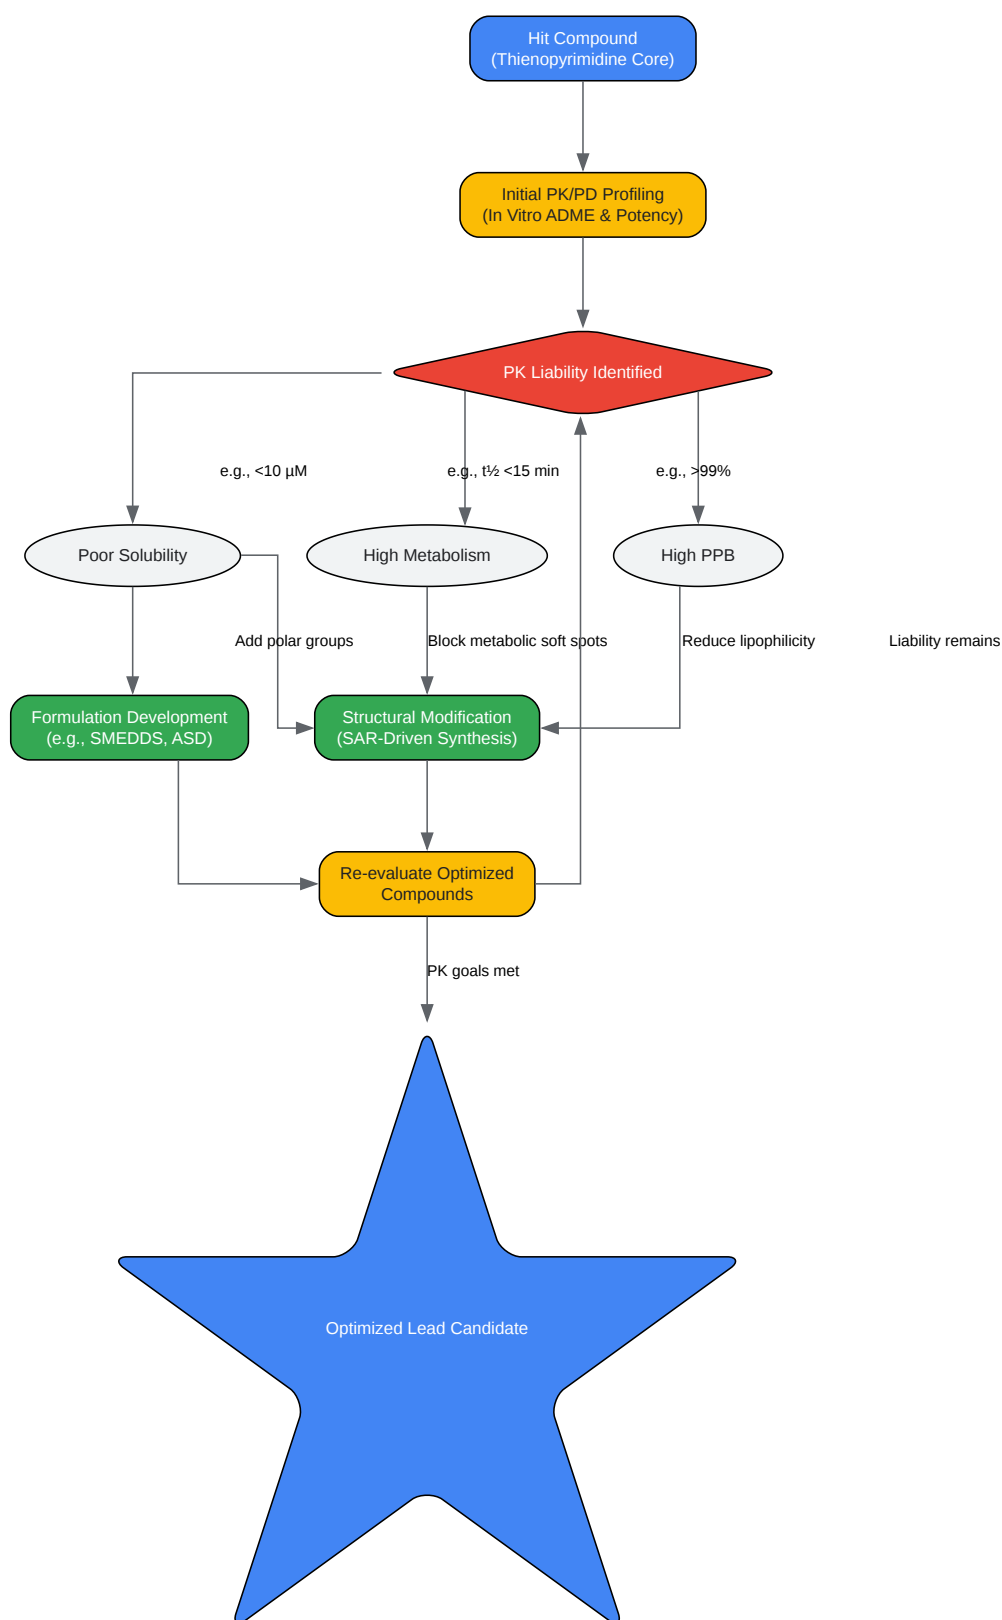 Hit Compound
(Thienopyrimidine Core)
Initial PK/PD Profiling
(In Vitro ADME & Potency)
PK Liability Identified
e.g., <10 µM
e.g., t½ <15 min
e.g., >99%
Poor Solubility
High Metabolism
High PPB
Add polar groups
Block metabolic soft spots
Reduce lipophilicity
Liability remains
Formulation Development
(e.g., SMEDDS, ASD)
Structural Modification
(SAR-Driven Synthesis)
Re-evaluate Optimized
Compounds
PK goals met
Optimized Lead Candidate